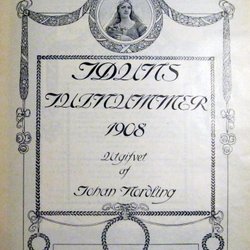 IDUNS
JULNUMMER
1908
Utgifvet
af
Johan Nordling